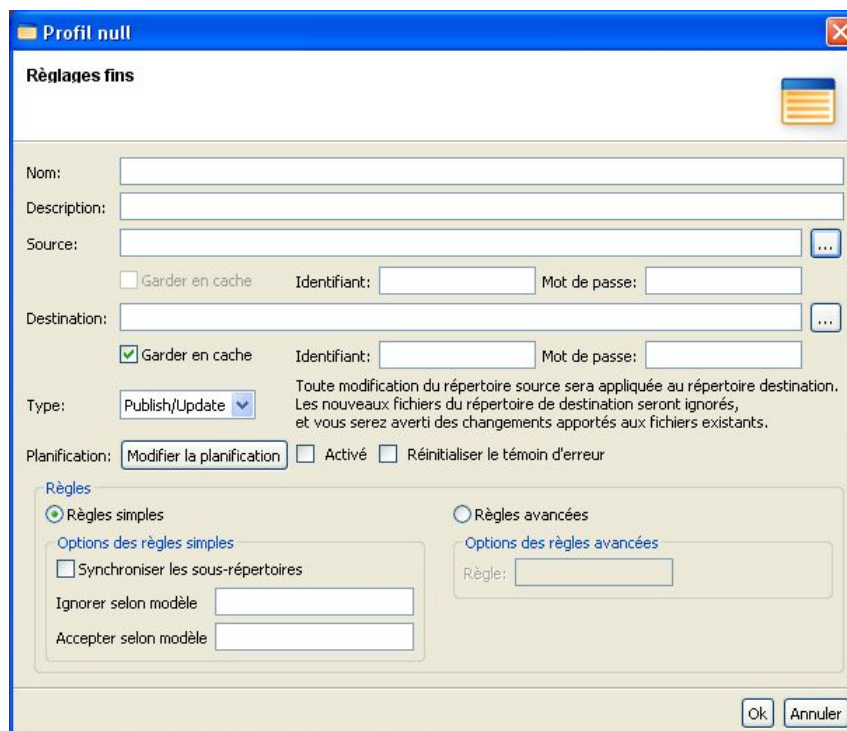 Profil null
Règlages fins
Nom:
Description:
Source:
...
Garder en cache Identifiant: Mot de passe:
Destination:
...
Garder en cache Identifiant: Mot de passe:
Type: Publish/Update
Toute modification du répertoire source sera appliquée au répertoire destination.
Les nouveaux fichiers du répertoire de destination seront ignorés,
et vous serez averti des changements apportés aux fichiers existants.
Planification: Modifier la planification Activé Réinitialiser le témoin d'erreur
Règles
Règles simples
Options des règles simples
Synchroniser les sous-répertoires
Ignorer selon modèle
Accepter selon modèle
Règles avancées
Options des règles avancées
Règle:
Ok Annuler